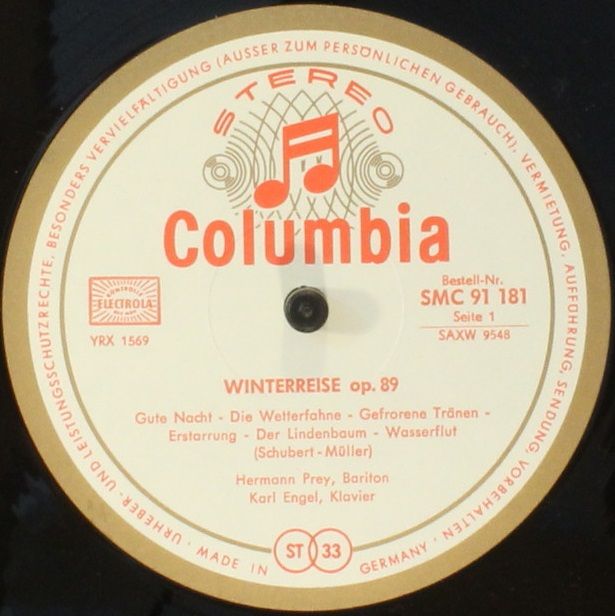 URHEBER- UND LEISTUNGSSCHUTZRECHTE, BESONDERS VERVIELFÄLTIGUNG (AUSSER ZUM PERSÖNLICHEN GEBRAUCH), VERMIETUNG, AUFFÜHRUNG, SENDUNG, VORBEHALTEN · MADE IN GERMANY ·
STEREO
Columbia
ELECTROLA
YRX 1569
Bestell-Nr.
SMC 91 181
Seite 1
SAXW 9548
WINTERREISE op. 89
Gute Nacht - Die Wetterfahne - Gefrorene Tränen -
Erstarrung - Der Lindenbaum - Wasserflut
(Schubert - Müller)
Hermann Prey, Bariton
Karl Engel, Klavier
ST 33